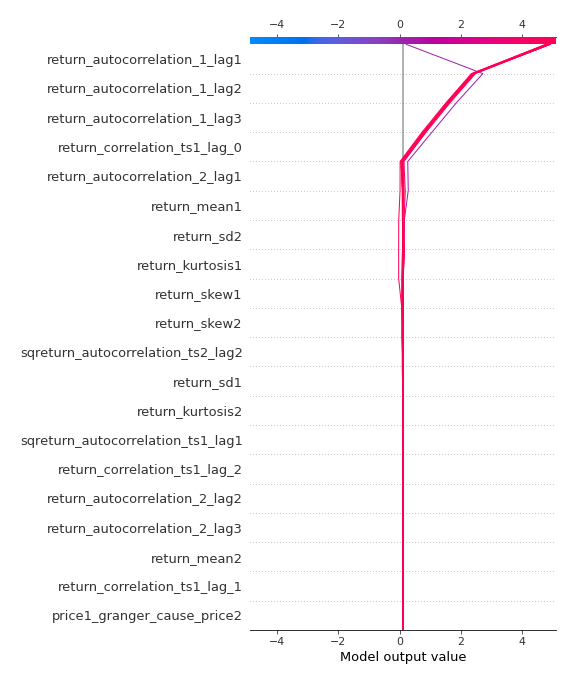 −4 −2 0 2 4
return_autocorrelation_1_lag1
return_autocorrelation_1_lag2
return_autocorrelation_1_lag3
return_correlation_ts1_lag_0
return_autocorrelation_2_lag1
return_mean1
return_sd2
return_kurtosis1
return_skew1
return_skew2
sqreturn_autocorrelation_ts2_lag2
return_sd1
return_kurtosis2
sqreturn_autocorrelation_ts1_lag1
return_correlation_ts1_lag_2
return_autocorrelation_2_lag2
return_autocorrelation_2_lag3
return_mean2
return_correlation_ts1_lag_1
price1_granger_cause_price2
−4 −2 0 2 4
Model output value